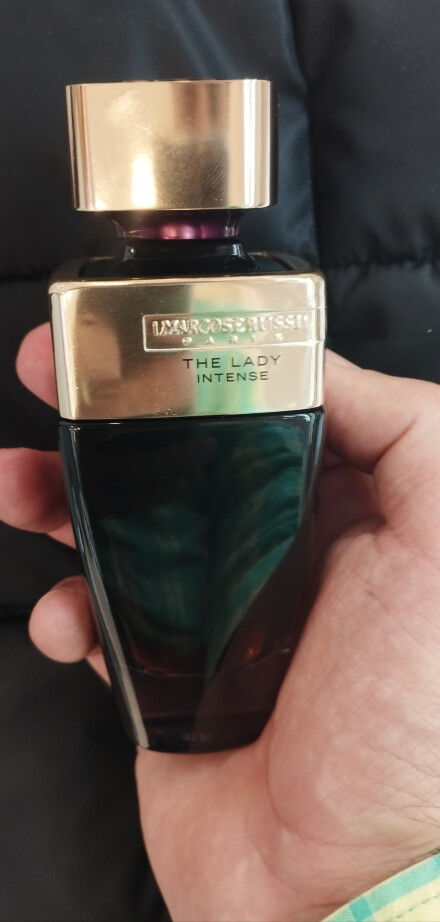 MARCO SERUSSI
PARIS
THE LADY
INTENSE